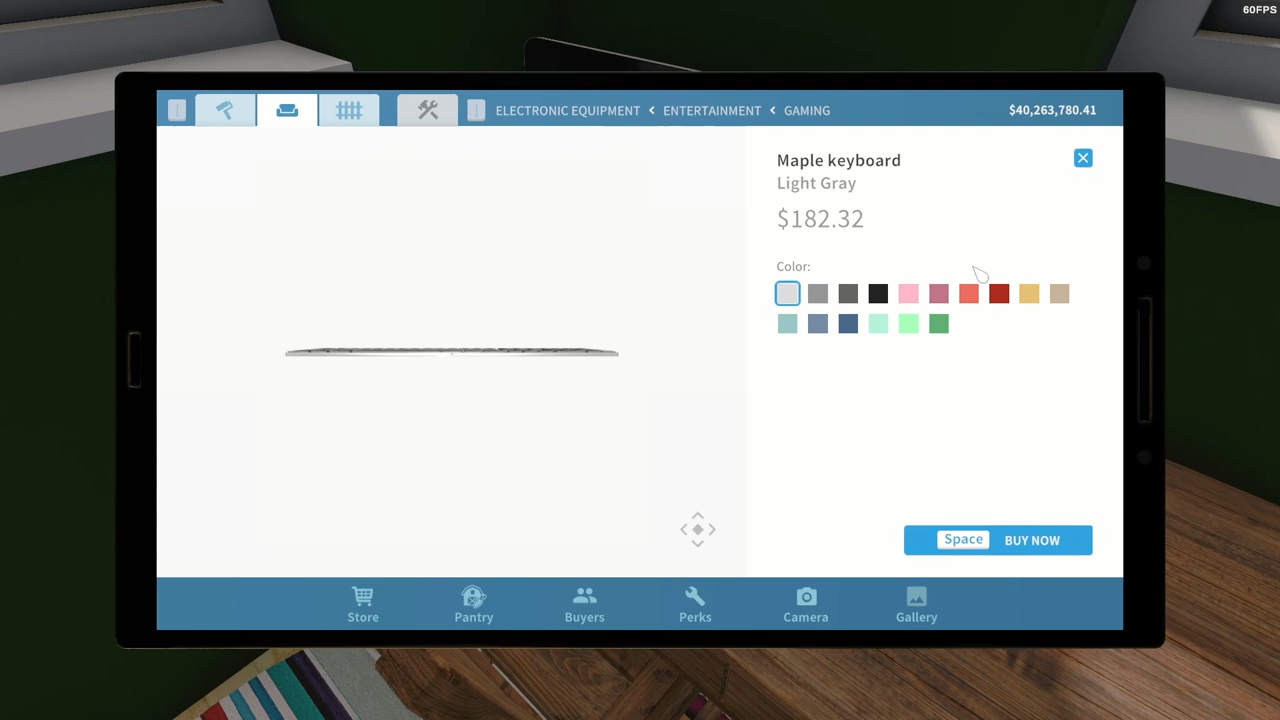 60FPS
ELECTRONIC EQUIPMENT < ENTERTAINMENT < GAMING
$40,263,780.41
Maple keyboard
Light Gray
$182.32
Color:
Space BUY NOW
Store
Pantry
Buyers
Perks
Camera
Gallery